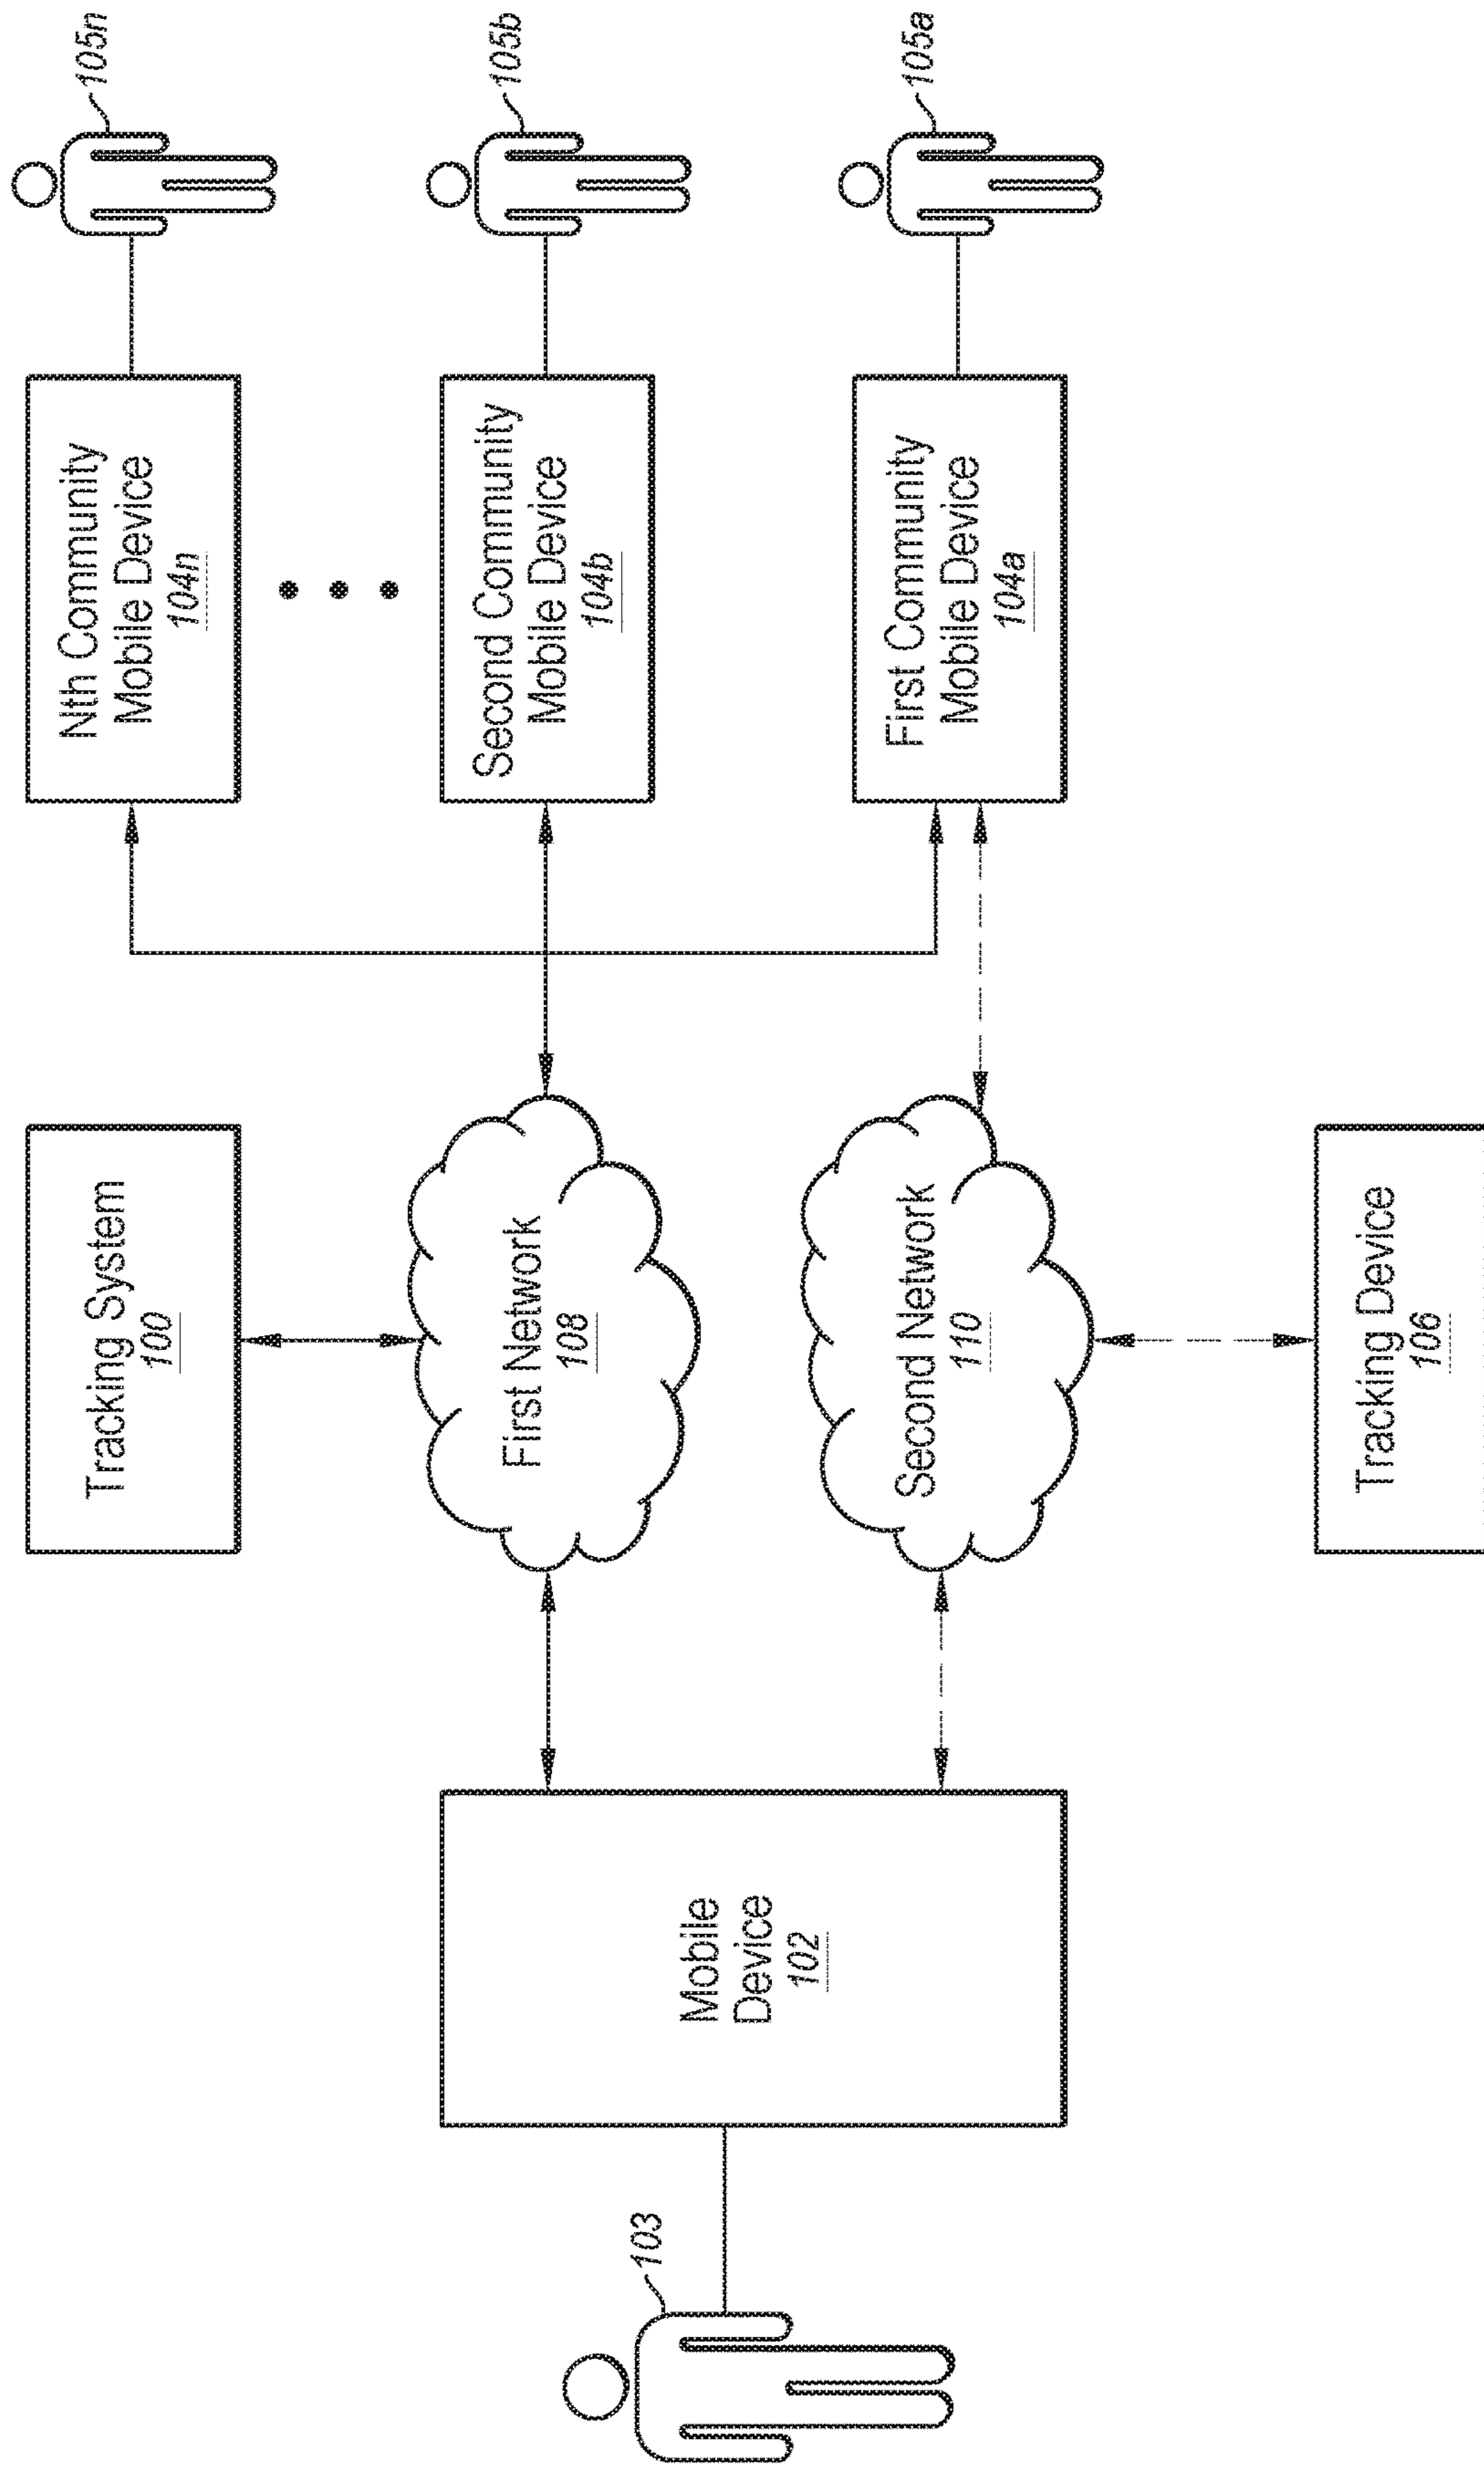 Tracking System
100
Nth Community
Mobile Device
104n
105n
First Network
108
Second Community
Mobile Device
104b
105b
103
Mobile
Device
102
Second Network
110
First Community
Mobile Device
104a
105a
Tracking Device
106